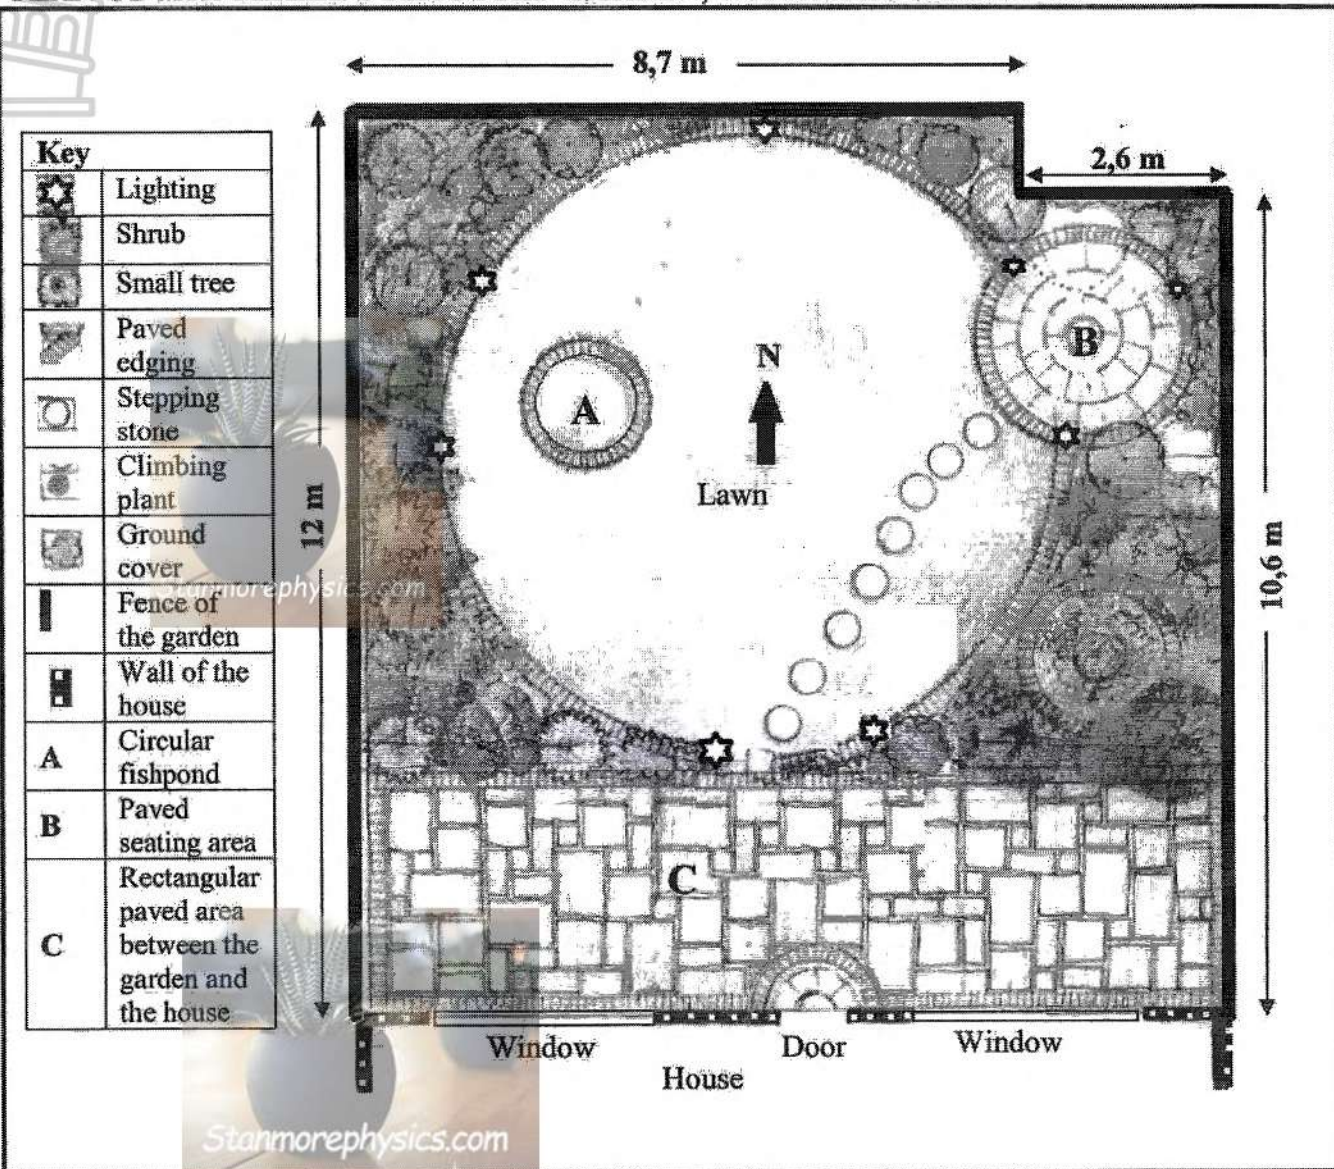 8,7 m
2,6 m
Key
Lighting
Shrub
Small tree
Paved
edging
Stepping
stone
Climbing
plant
Ground
cover
Fence of
the garden
Wall of the
house
A
Circular
fishpond
B
Paved
seating area
C
Rectangular
paved area
between the
garden and
the house
12 m
A
N
Lawn
B
10,6 m
C
Window
Door
Window
House
Stanmorephysics.com
Stanmorephysics.com